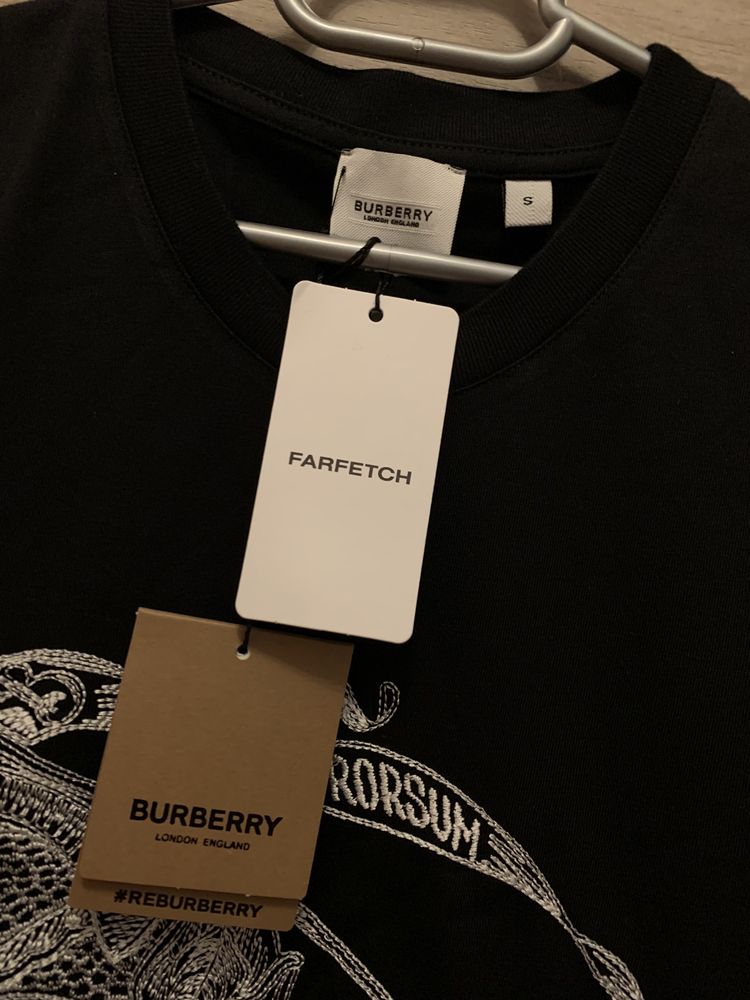 BURBERRY
LONDON ENGLAND
S
FARFETCH
RORSUM
BURBERRY
LONDON ENGLAND
#REBURBERRY